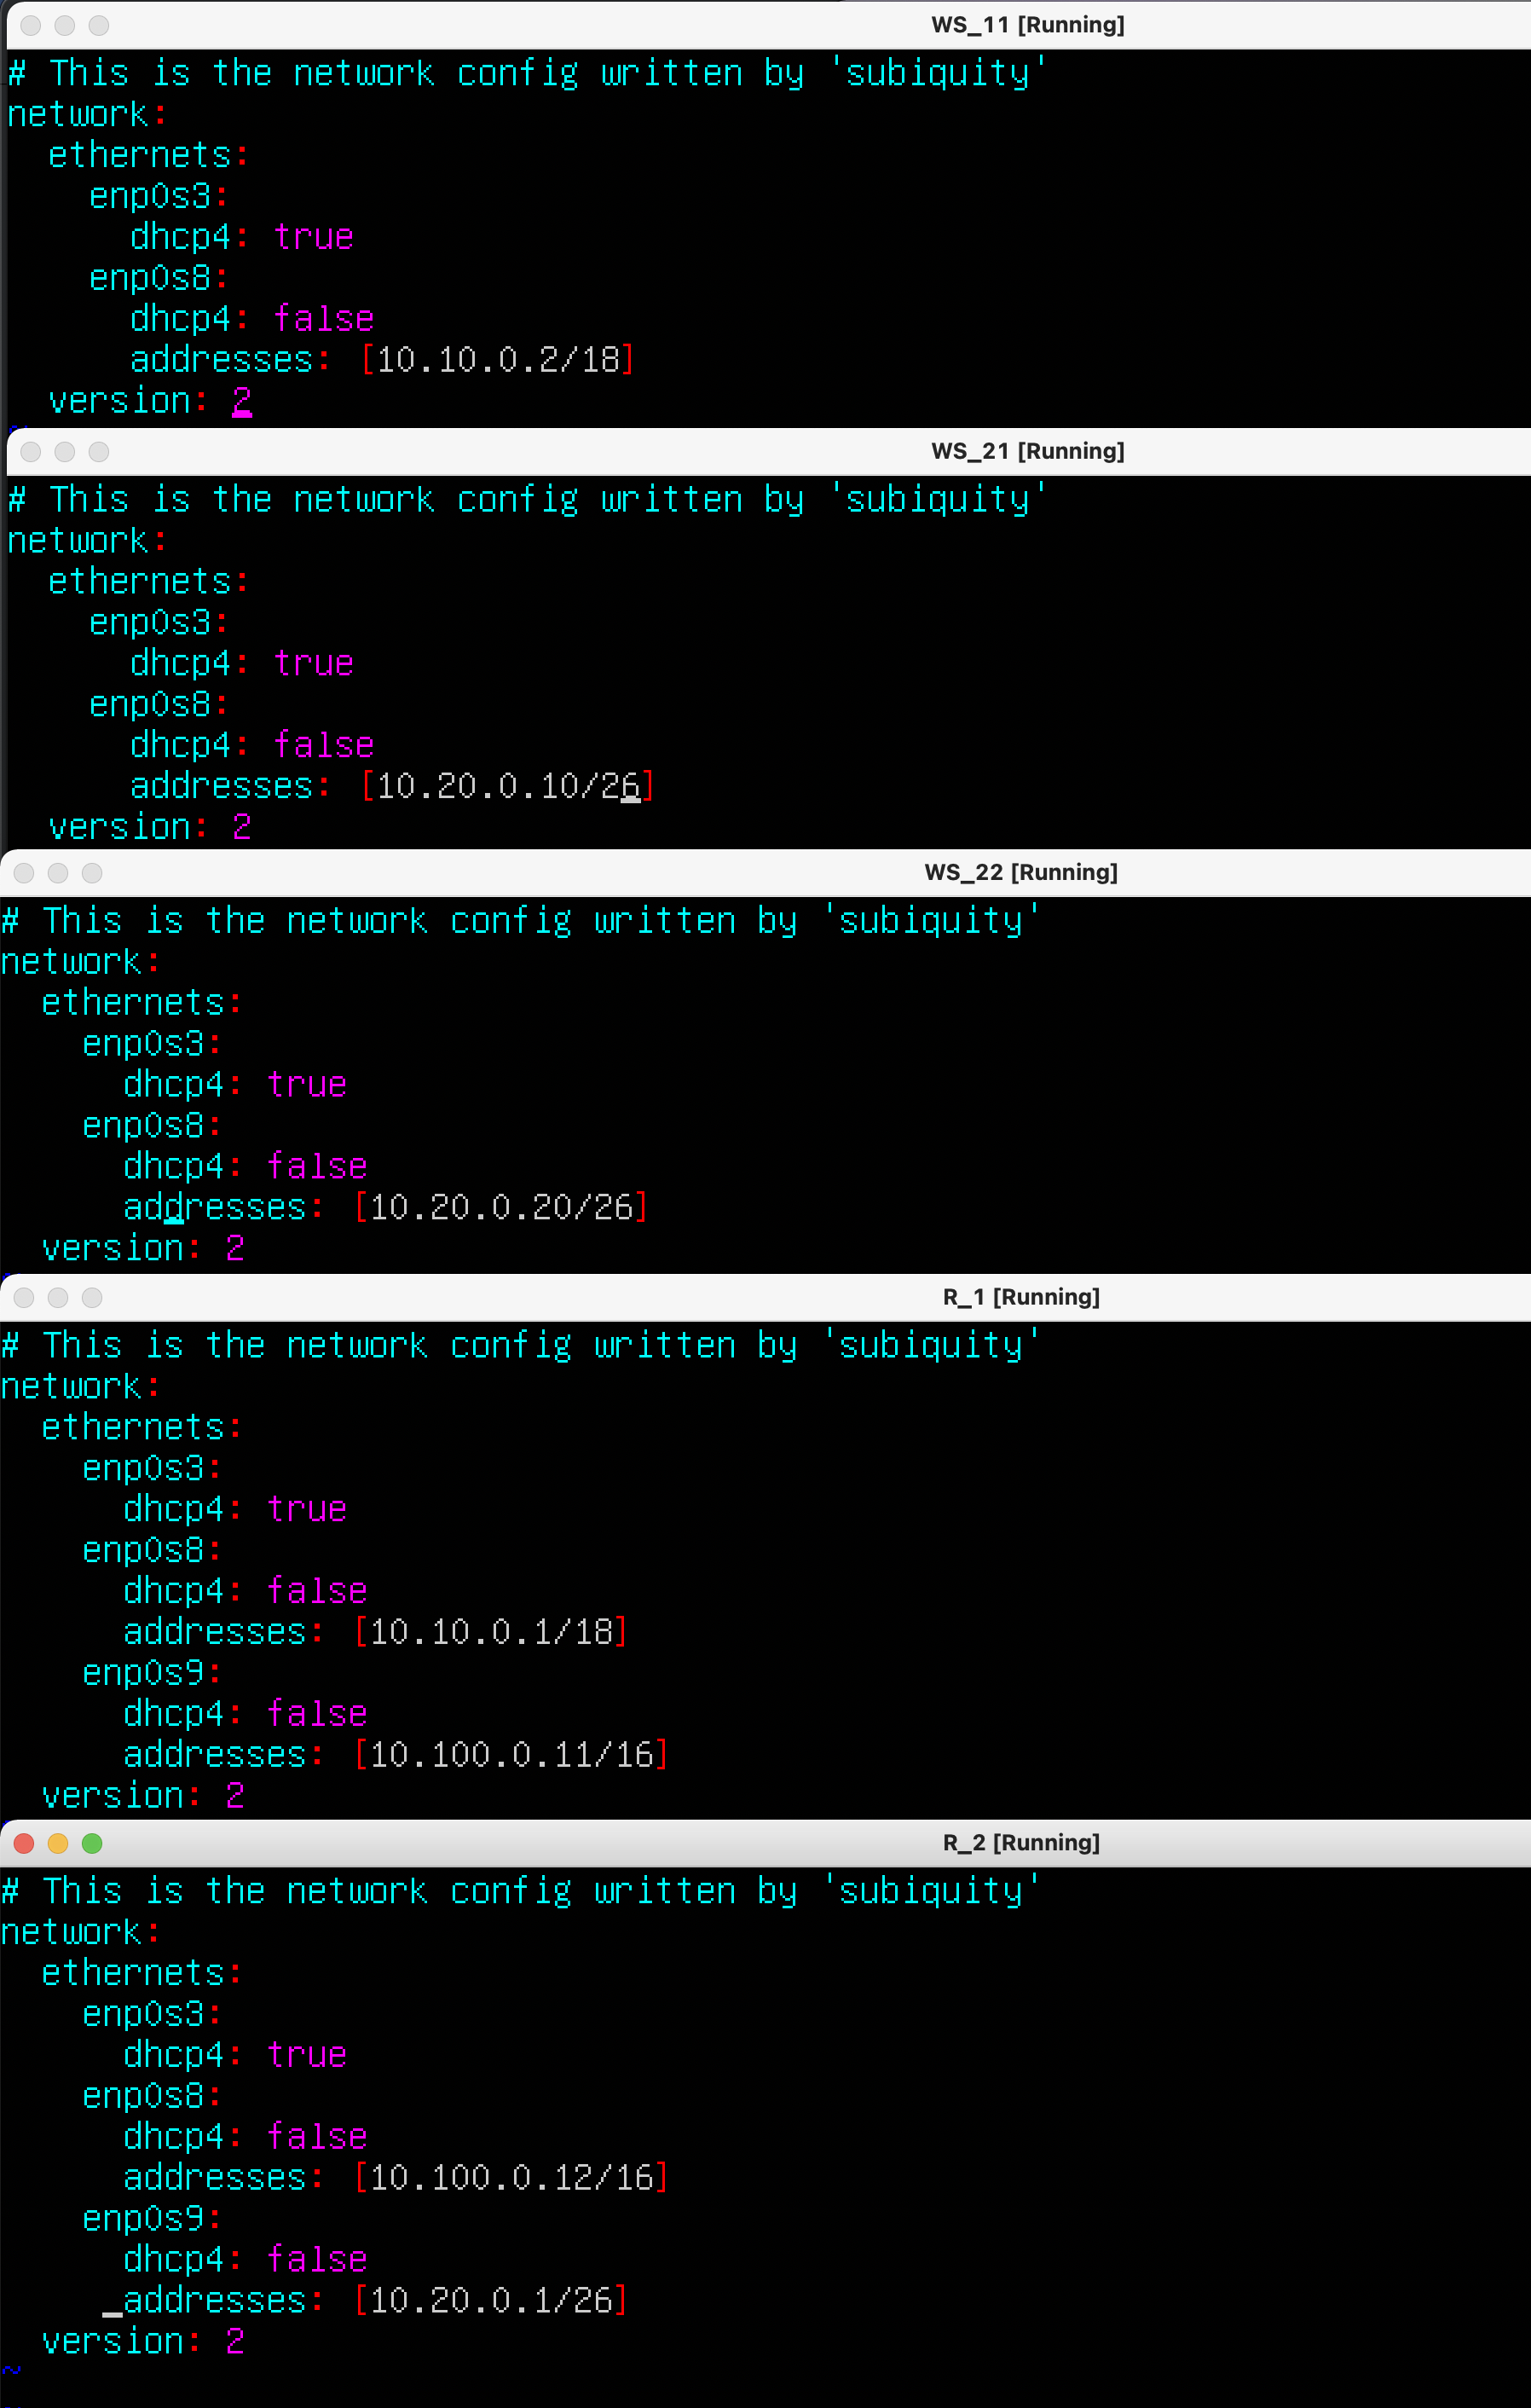 WS_11 [Running]
# This is the network config written by 'subiquity'
network:
  ethernets:
    enp0s3:
      dhcp4: true
    enp0s8:
      dhcp4: false
      addresses: [10.10.0.2/18]
  version: 2
WS_21 [Running]
# This is the network config written by 'subiquity'
network:
  ethernets:
    enp0s3:
      dhcp4: true
    enp0s8:
      dhcp4: false
      addresses: [10.20.0.10/26]
  version: 2
WS_22 [Running]
# This is the network config written by 'subiquity'
network:
  ethernets:
    enp0s3:
      dhcp4: true
    enp0s8:
      dhcp4: false
      addresses: [10.20.0.20/26]
  version: 2
R_1 [Running]
# This is the network config written by 'subiquity'
network:
  ethernets:
    enp0s3:
      dhcp4: true
    enp0s8:
      dhcp4: false
      addresses: [10.10.0.1/18]
    enp0s9:
      dhcp4: false
      addresses: [10.100.0.11/16]
  version: 2
R_2 [Running]
# This is the network config written by 'subiquity'
network:
  ethernets:
    enp0s3:
      dhcp4: true
    enp0s8:
      dhcp4: false
      addresses: [10.100.0.12/16]
    enp0s9:
      dhcp4: false
      addresses: [10.20.0.1/26]
  version: 2
~